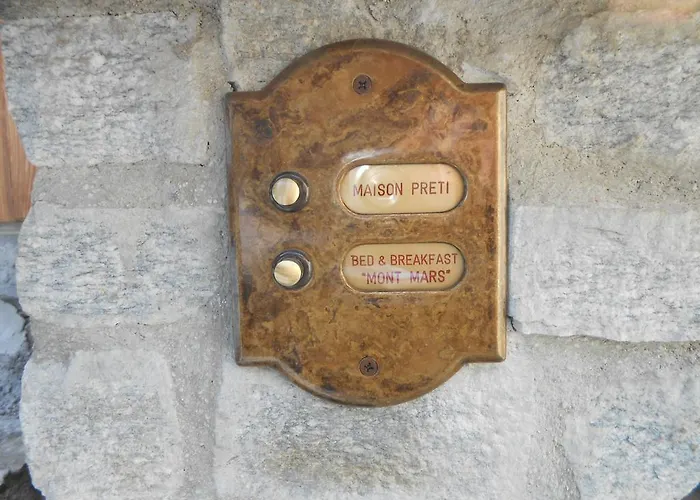 MAISON PRETI
BED & BREAKFAST
"MONT MARS"